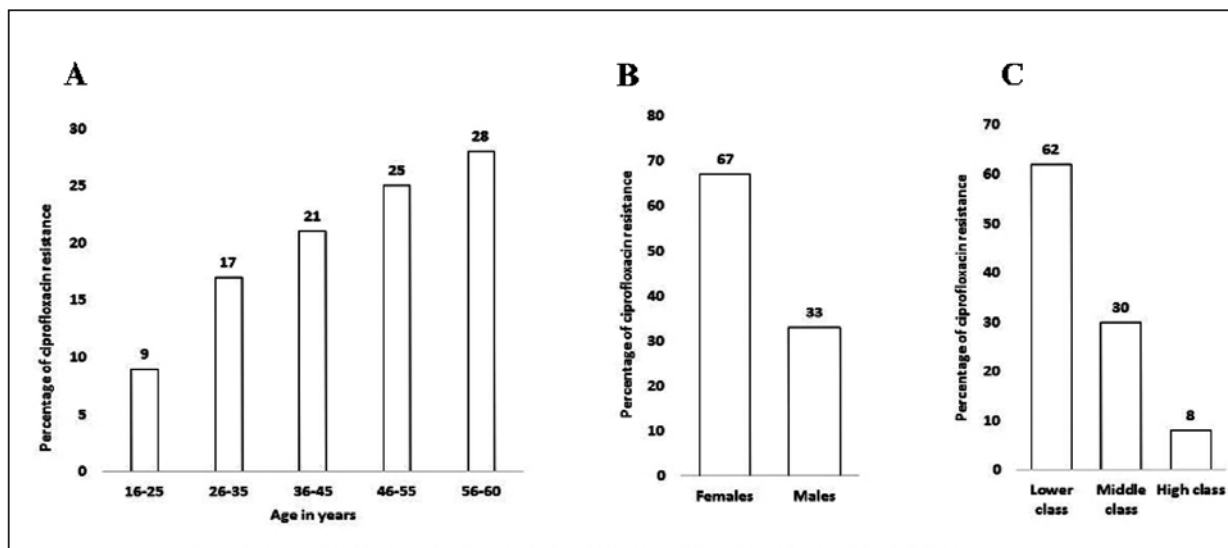 A
Percentage of ciprofloxacin resistance
30
25
20
15
10
5
0
9
17
21
25
28
16-25
26-35
36-45
46-55
56-60
Age in years
B
Percentage of ciprofloxacin resistance
80
70
60
50
40
30
20
10
0
67
33
Females
Males
C
Percentage of ciprofloxacin resistance
70
60
50
40
30
20
10
0
62
30
8
Lower
class
Middle
class
High class